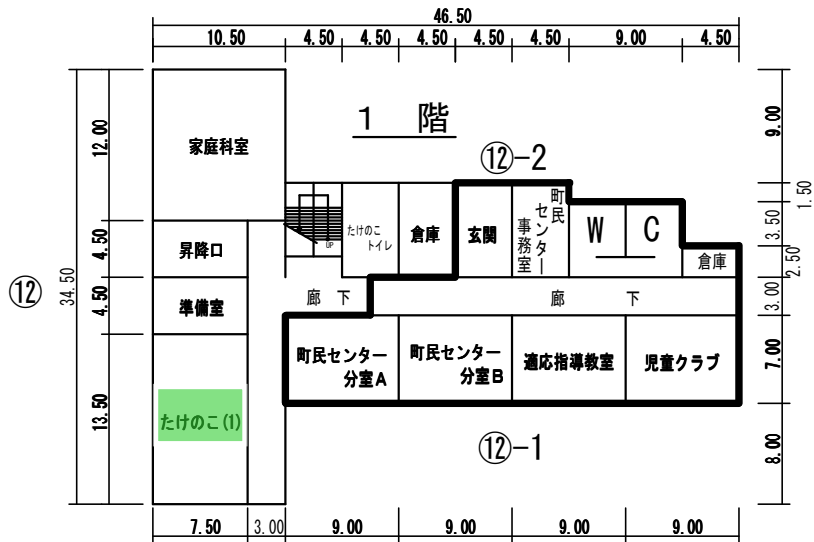 46.50
10.50 4.50 4.50 4.50 4.50 4.50 9.00 4.50
1 階
⑫-2
家庭科室
昇降口
準備室
たけのこ(1)
UP
たけのこ
トイレ
倉庫
玄関
町民
センター
事務室
W C
倉庫
廊 下
廊 下
町民センター
分室A
町民センター
分室B
適応指導教室
児童クラブ
⑫-1
⑫
34.50
12.00
4.50
4.50
13.50
9.00
1.50
3.50
2.50
3.00
7.00
8.00
7.50 3.00 9.00 9.00 9.00 9.00